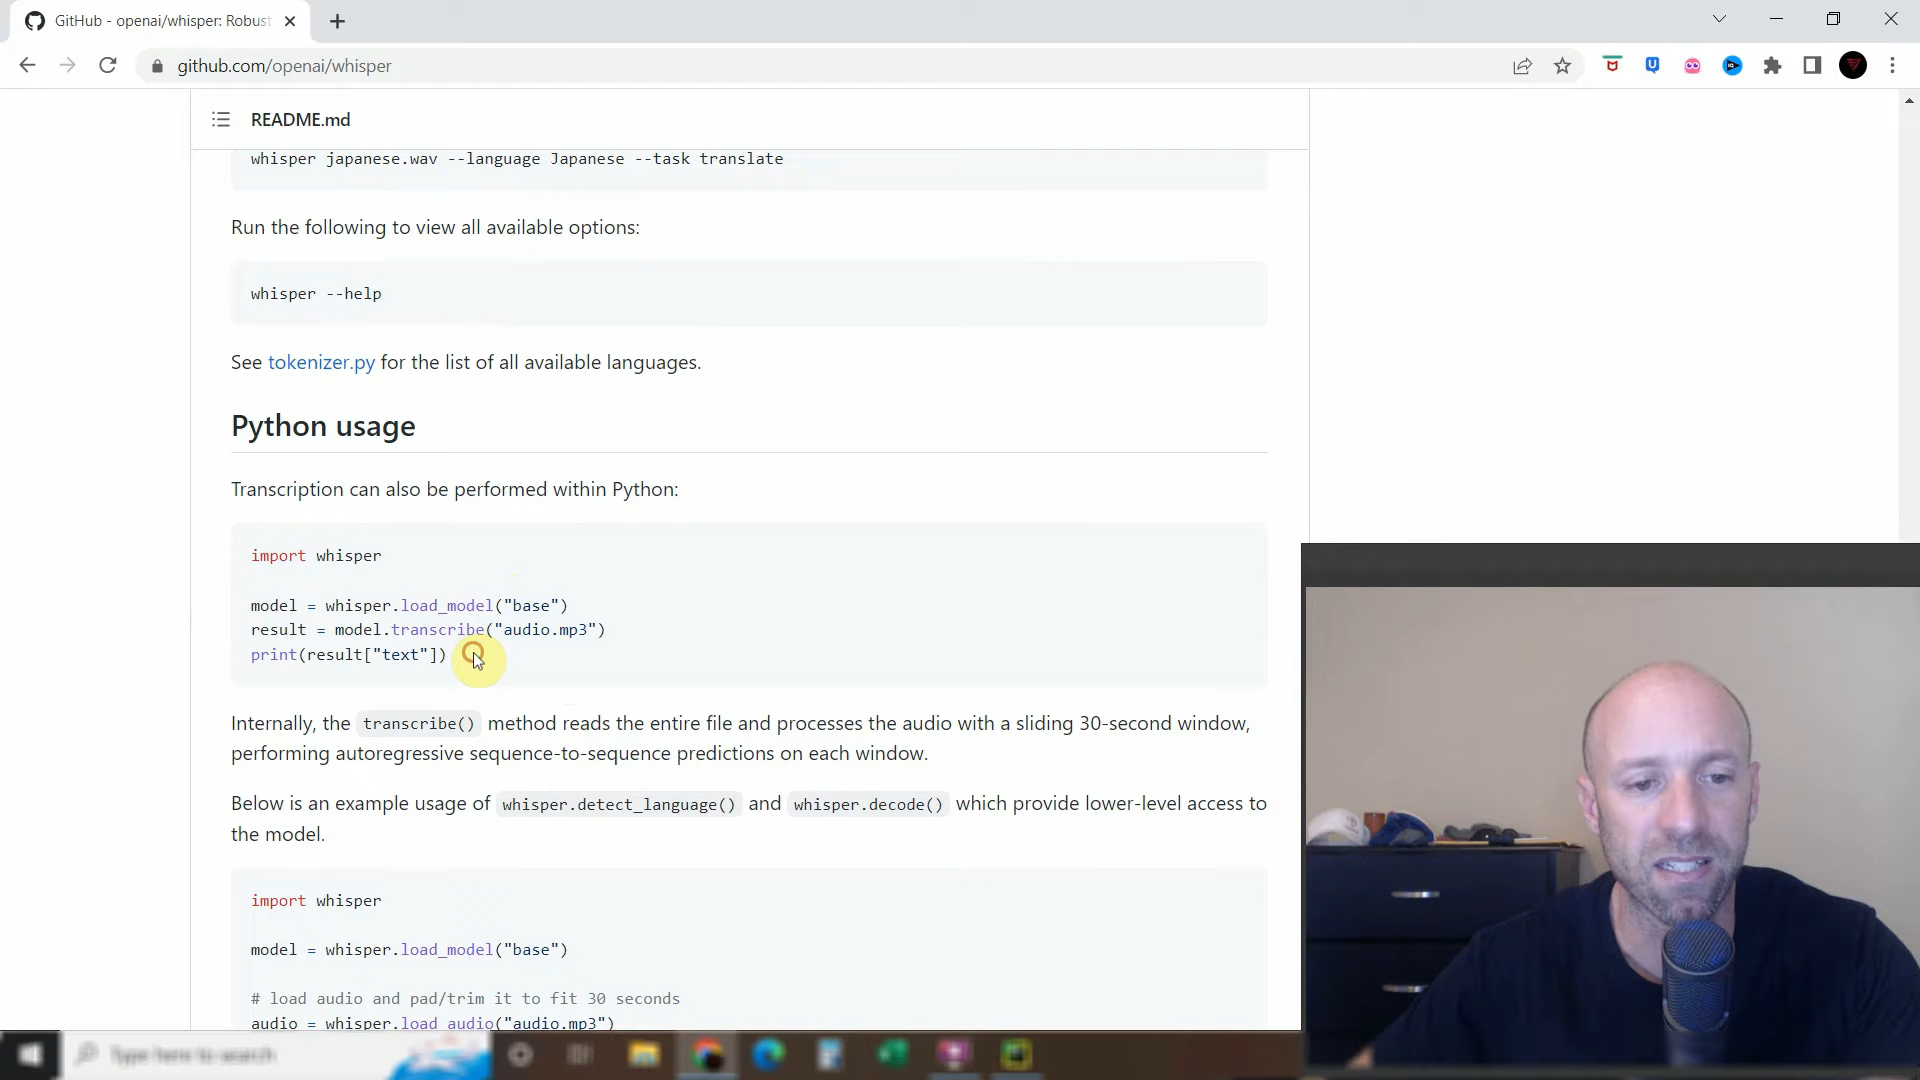 GitHub - openai/whisper: Robust
github.com/openai/whisper
README.md
whisper japanese.wav --language Japanese --task translate
Run the following to view all available options:
whisper --help
See tokenizer.py for the list of all available languages.
Python usage
Transcription can also be performed within Python:
import whisper
model = whisper.load_model("base")
result = model.transcribe("audio.mp3")
print(result["text"])
Internally, the transcribe() method reads the entire file and processes the audio with a sliding 30-second window,
performing autoregressive sequence-to-sequence predictions on each window.
Below is an example usage of whisper.detect_language() and whisper.decode() which provide lower-level access to
the model.
import whisper
model = whisper.load_model("base")
# load audio and pad/trim it to fit 30 seconds
audio = whisper.load_audio("audio.mp3")
Type here to search